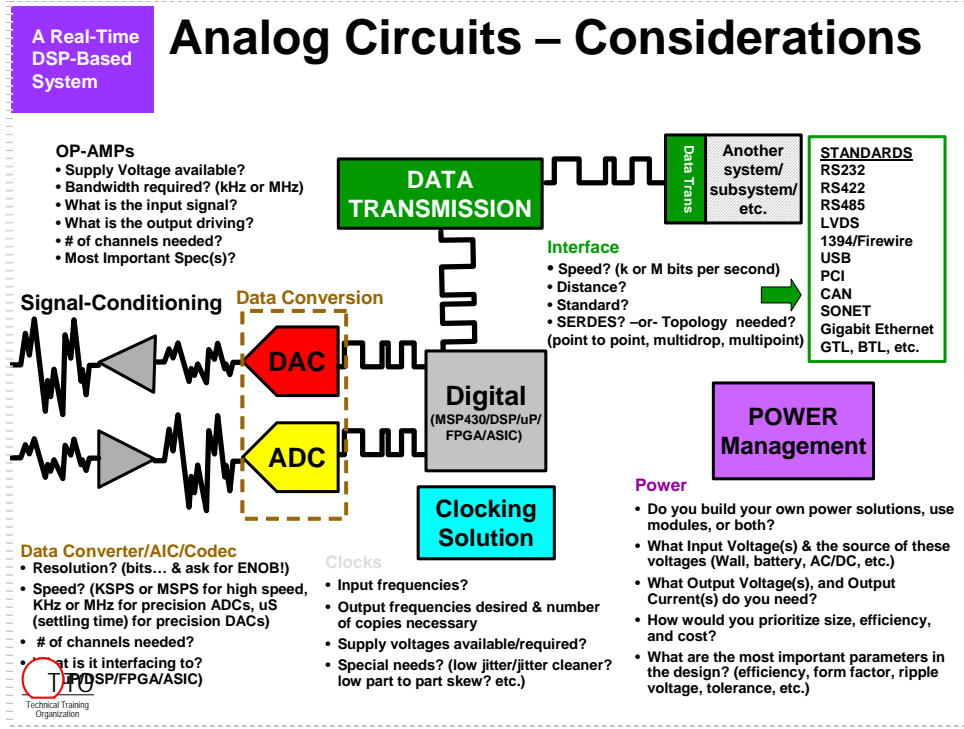 A Real-Time
DSP-Based
System
Analog Circuits – Considerations
OP-AMPs
• Supply Voltage available?
• Bandwidth required? (kHz or MHz)
• What is the input signal?
• What is the output driving?
• # of channels needed?
• Most Important Spec(s)?
DATA
TRANSMISSION
Data Trans
Another
system/
subsystem/
etc.
STANDARDS
RS232
RS422
RS485
LVDS
1394/Firewire
USB
PCI
CAN
SONET
Gigabit Ethernet
GTL, BTL, etc.
Interface
• Speed? (k or M bits per second)
• Distance?
• Standard?
• SERDES? –or- Topology needed?
(point to point, multidrop, multipoint)
Signal-Conditioning
Data Conversion
DAC
ADC
Digital
(MSP430/DSP/uP/
FPGA/ASIC)
POWER
Management
Clocking
Solution
Data Converter/AIC/Codec
• Resolution? (bits… & ask for ENOB!)
• Speed? (KSPS or MSPS for high speed,
KHz or MHz for precision ADCs, uS
(settling time) for precision DACs)
• # of channels needed?
• What is it interfacing to?
uP/DSP/FPGA/ASIC)
TTO
Technical Training
Organization
Clocks
• Input frequencies?
• Output frequencies desired & number
of copies necessary
• Supply voltages available/required?
• Special needs? (low jitter/jitter cleaner?
low part to part skew? etc.)
Power
• Do you build your own power solutions, use
modules, or both?
• What Input Voltage(s) & the source of these
voltages (Wall, battery, AC/DC, etc.)
• What Output Voltage(s), and Output
Current(s) do you need?
• How would you prioritize size, efficiency,
and cost?
• What are the most important parameters in
the design? (efficiency, form factor, ripple
voltage, tolerance, etc.)